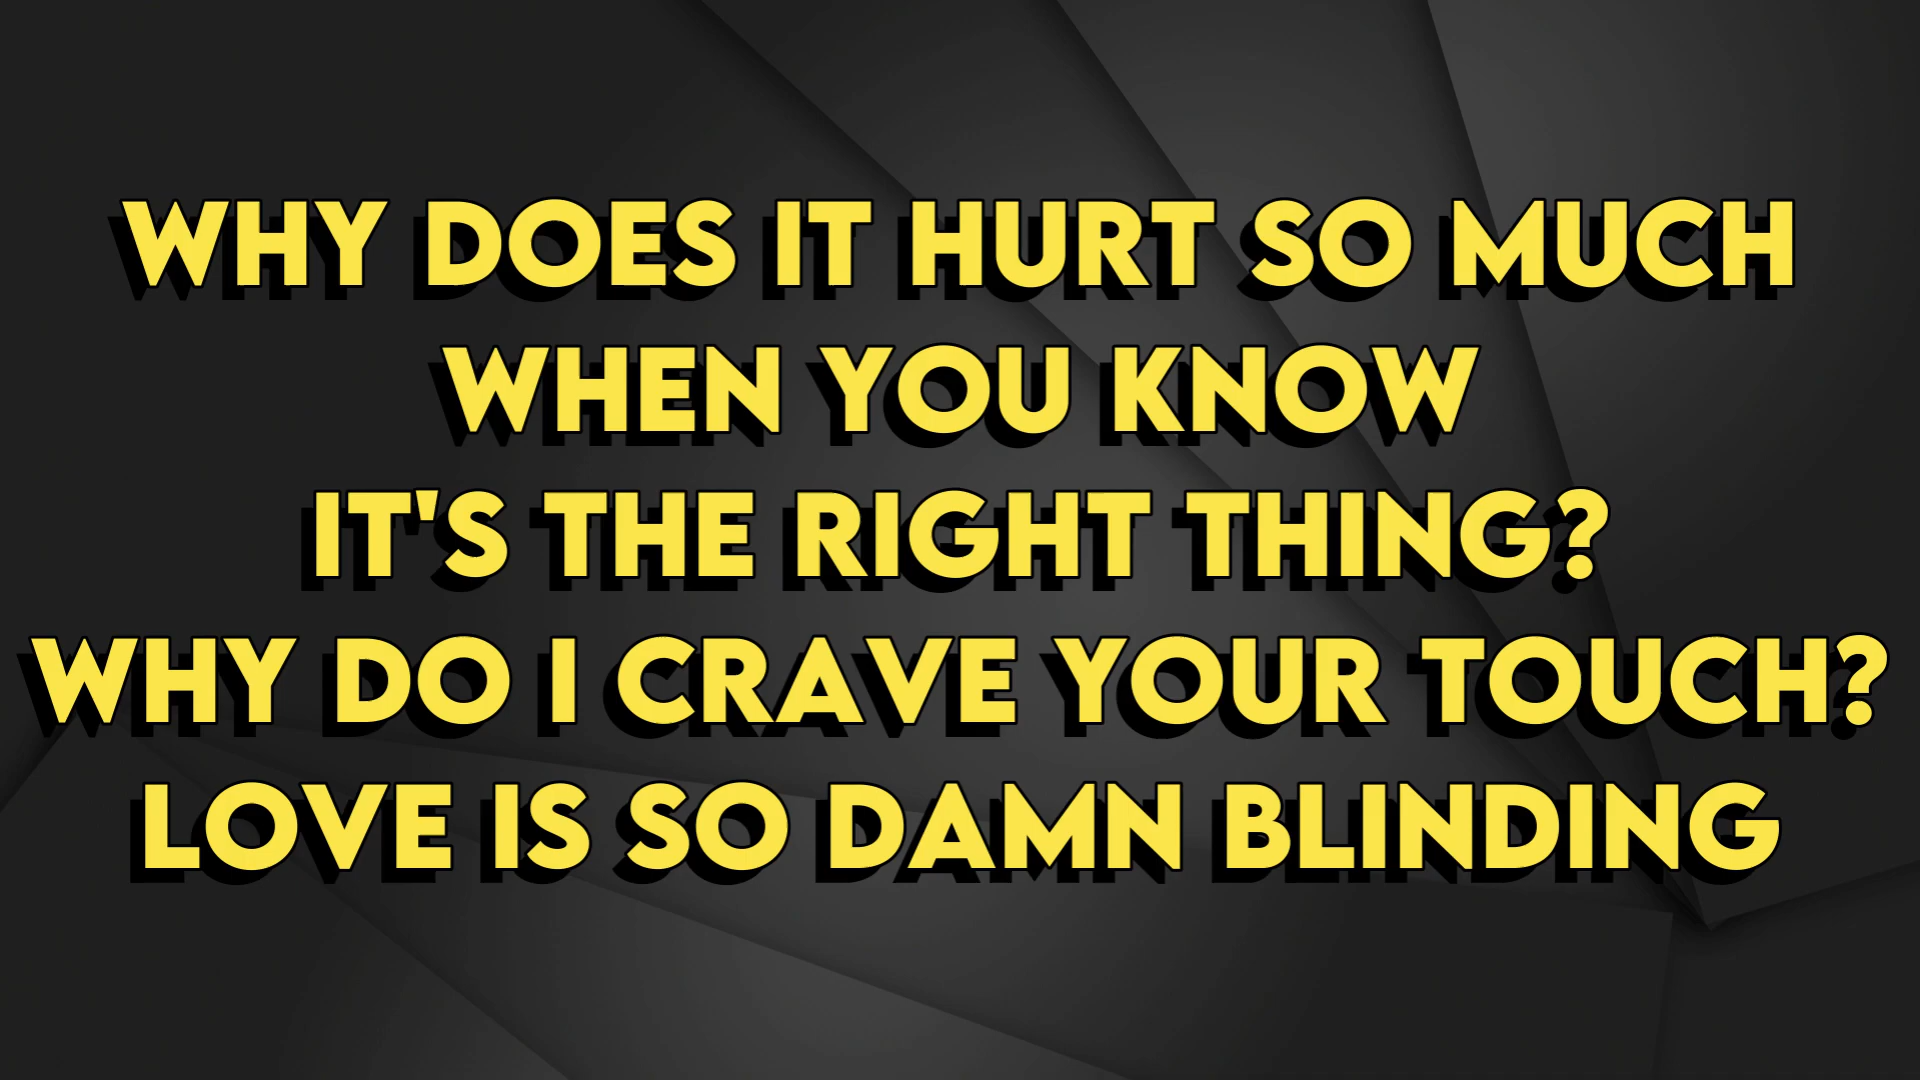 WHY DOES IT HURT SO MUCH
WHEN YOU KNOW
IT'S THE RIGHT THING?
WHY DO I CRAVE YOUR TOUCH?
LOVE IS SO DAMN BLINDING